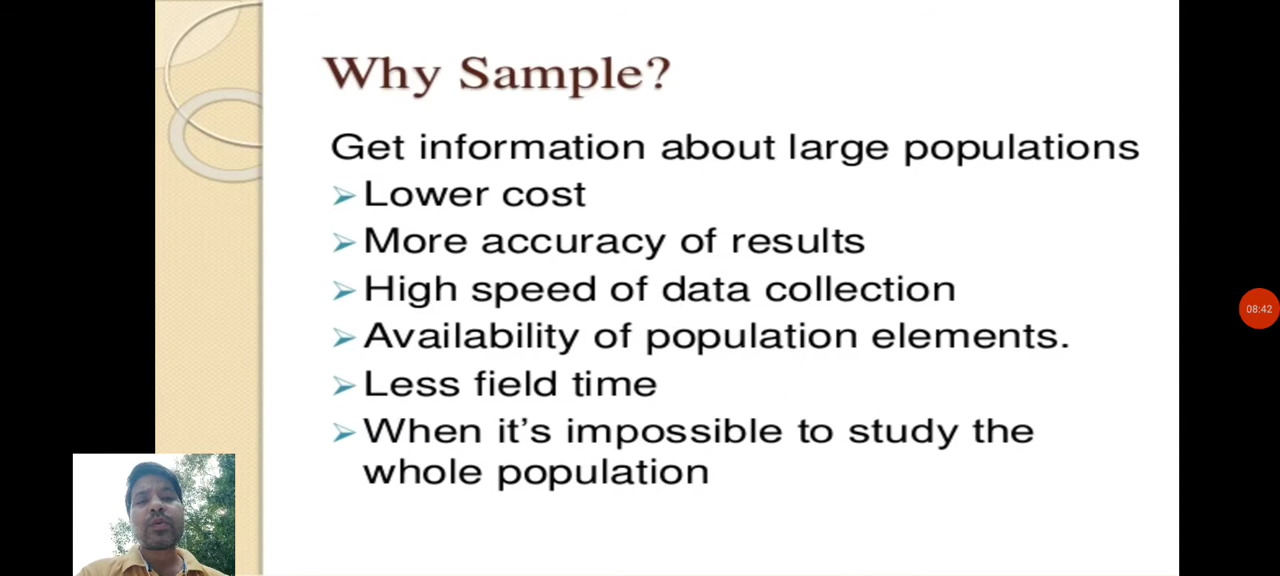 Why Sample?
Get information about large populations
➢Lower cost
➢More accuracy of results
➢High speed of data collection
➢Availability of population elements.
➢Less field time
➢When it's impossible to study the
whole population
08:42